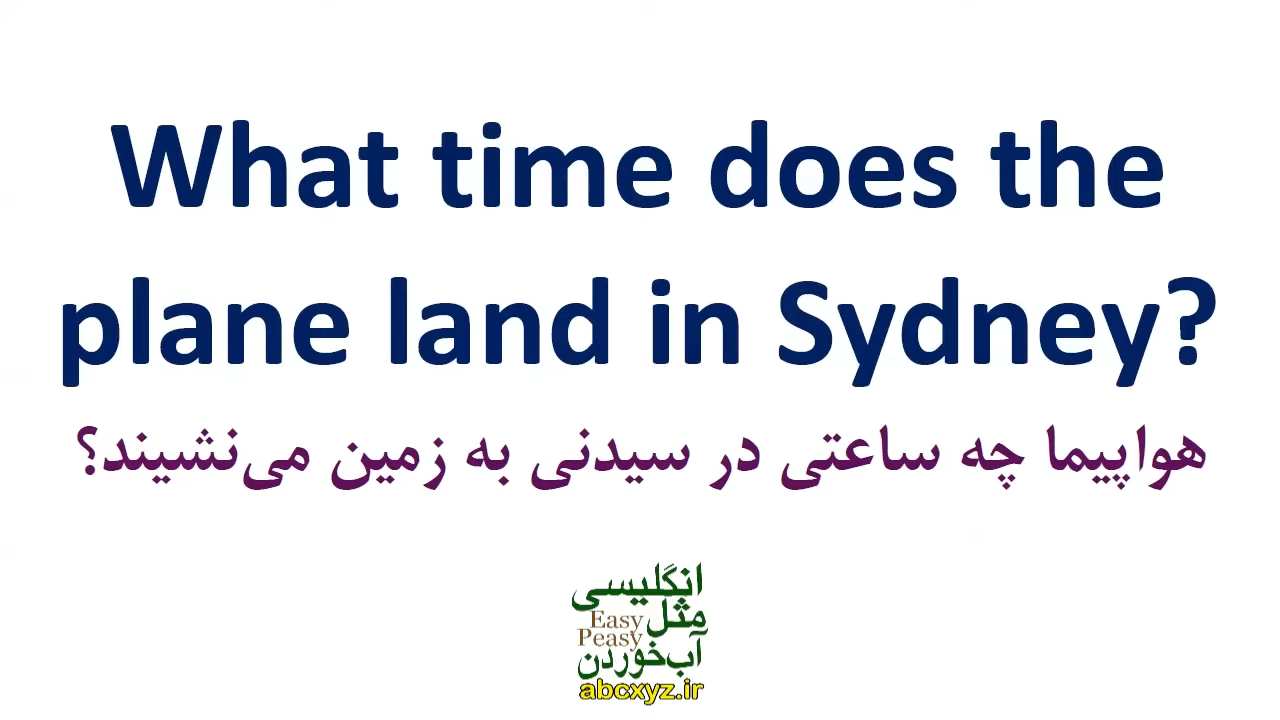 What time does the
plane land in Sydney?
هواپیما چه ساعتی در سیدنی به زمین می‌نشیند؟
انگلیسی
مثل
Easy
Peasy
آب‌خوردن
abcxyz.ir